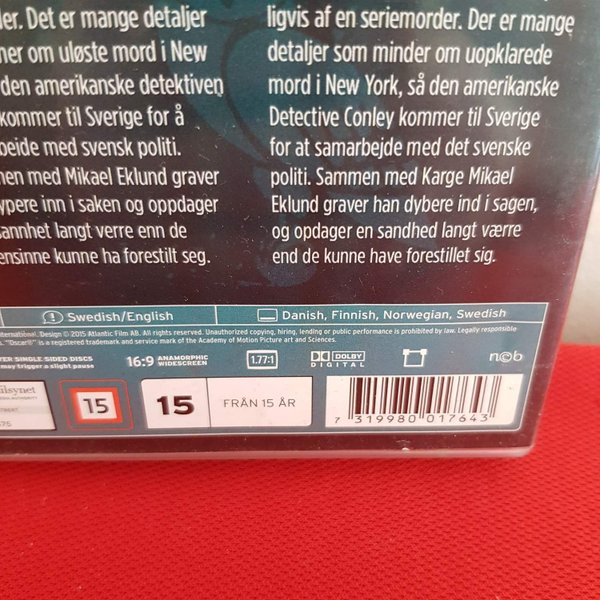 der. Det er mange detaljer
om uløste mord i New
den amerikanske detektiven
kommer til Sverige for å
med svensk politi.
men med Mikael Eklund graver
dypere inn i saken og oppdager
sannhet langt verre enn de
kunne ha forestilt seg.
ligvis af en seriemorder. Der er mange
detaljer som minder om uopklarede
mord i New York, så den amerikanske
Detective Conley kommer til Sverige
for at samarbejde med det svenske
politi. Sammen med Karge Mikael
Eklund graver han dybere ind i sagen,
og opdager en sandhed langt værre
end de kunne have forestillet sig.
Swedish/English
Danish, Finnish, Norwegian, Swedish
International. Design © 2015 Atlantic Film AB. All rights reserved. Unauthorized copying, hiring, lending or public performance is prohibited by law. Legally responsible
"Oscar®" is a registered trademark and service mark of the Academy of Motion Picture art and Sciences.
SINGLE-SIDED DISCS
may trigger a slight pause
16:9 ANAMORPHIC
WIDESCREEN
1.77:1
DOLBY
DIGITAL
ncb
15
15
FRÅN 15 ÅR
7 319980 017643